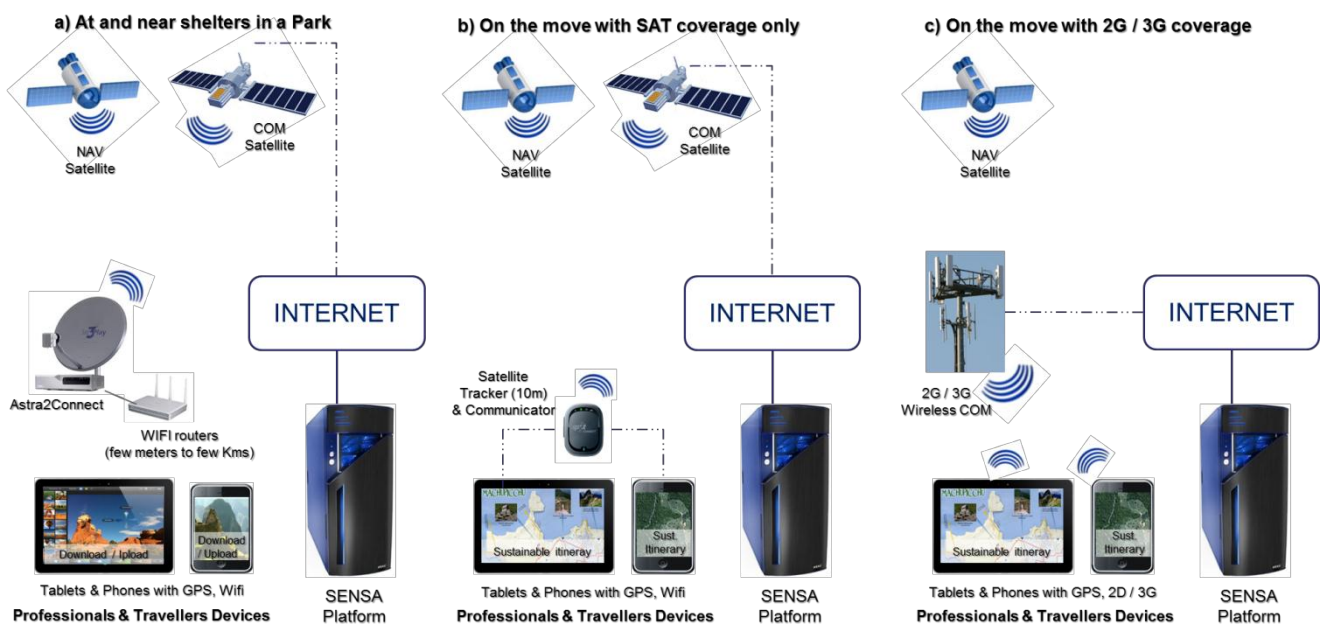 a) At and near shelters in a Park
NAV
Satellite
COM
Satellite
INTERNET
Astra2Connect
WIFI routers
(few meters to few Kms)
Download / Ipload
Download
/ Upload
Tablets & Phones with GPS, Wifi
Professionals & Travellers Devices
SENSA
Platform
b) On the move with SAT coverage only
NAV
Satellite
COM
Satellite
INTERNET
Satellite
Tracker (10m)
& Communicator
MACHUPICCHU
Sustainable itineray
Sust.
Itinerary
Tablets & Phones with GPS, Wifi
Professionals & Travellers Devices
SENSA
Platform
c) On the move with 2G / 3G coverage
NAV
Satellite
INTERNET
2G / 3G
Wireless COM
MACHUPICCHU
Sustainable itineray
Sust.
Itinerary
Tablets & Phones with GPS, 2D / 3G
Professionals & Travellers Devices
SENSA
Platform